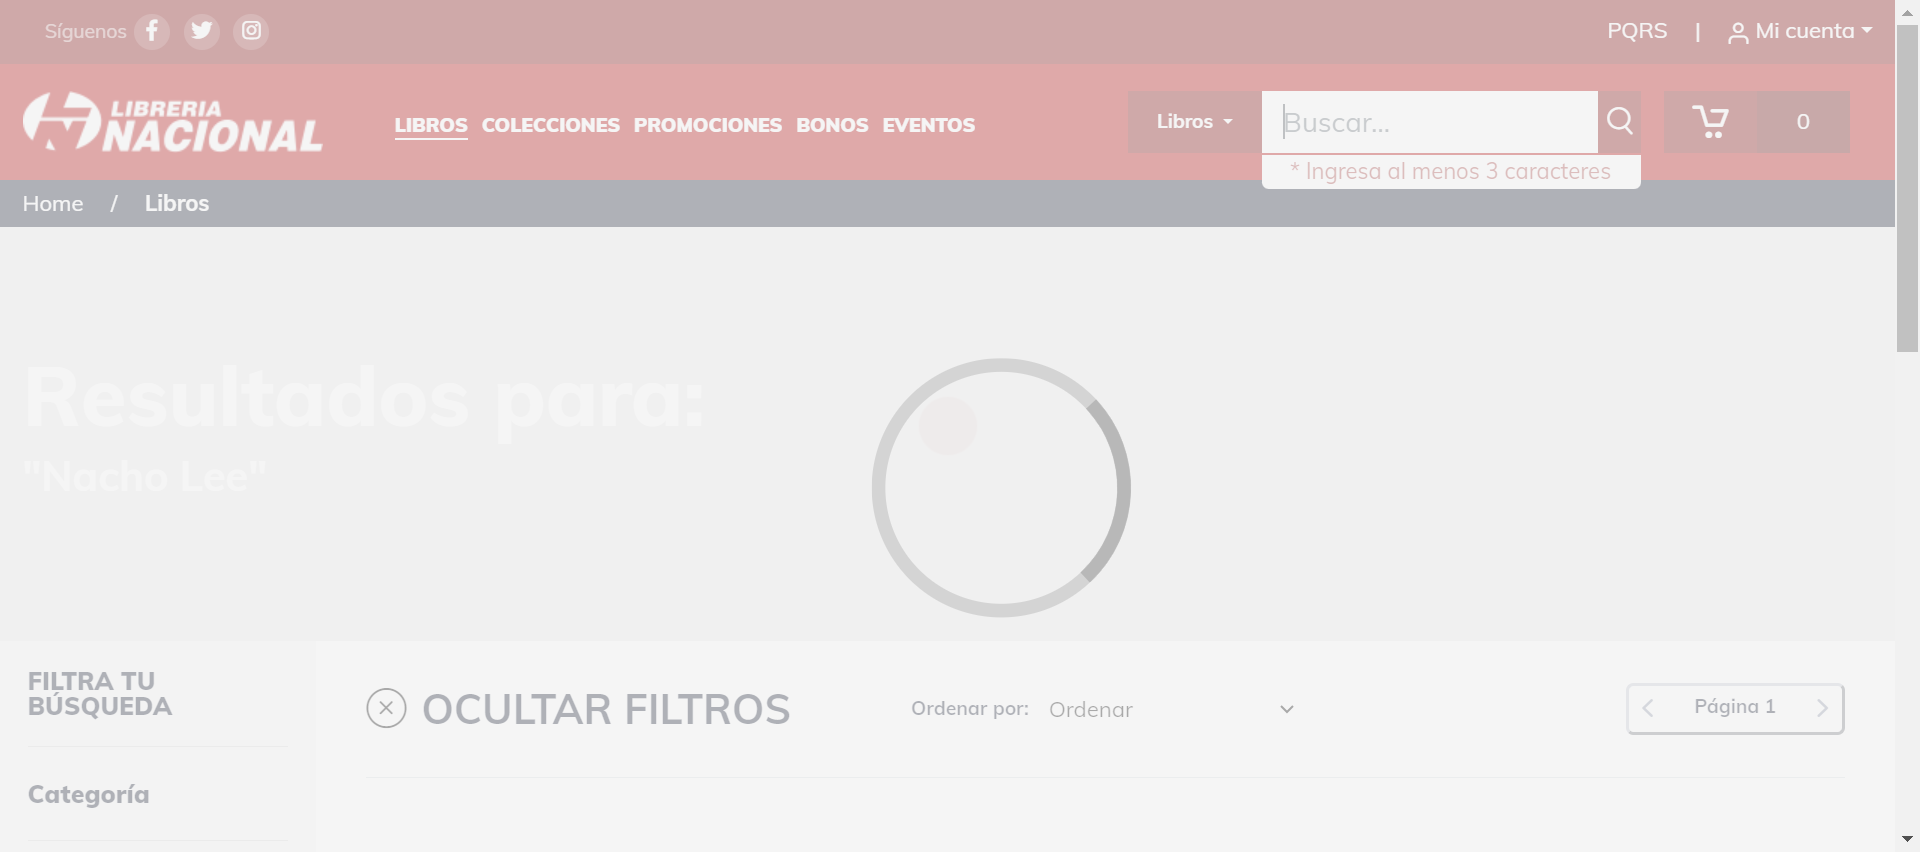 Síguenos
PQRS | Mi cuenta
LIBRERIA
NACIONAL
LIBROS COLECCIONES PROMOCIONES BONOS EVENTOS
Libros
Buscar...
0
* Ingresa al menos 3 caracteres
Home / Libros
Resultados para:
"Nacho Lee"
FILTRA TU
BÚSQUEDA
OCULTAR FILTROS
Ordenar por: Ordenar
Página 1
Categoría